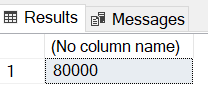 Results Messages
(No column name)
1 80000